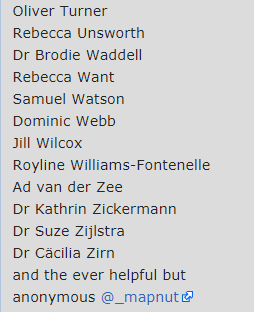 Oliver Turner
Rebecca Unsworth
Dr Brodie Waddell
Rebecca Want
Samuel Watson
Dominic Webb
Jill Wilcox
Royline Williams-Fontenelle
Ad van der Zee
Dr Kathrin Zickermann
Dr Suze Zijlstra
Dr Cäcilia Zirn
and the ever helpful but
anonymous @_mapnut